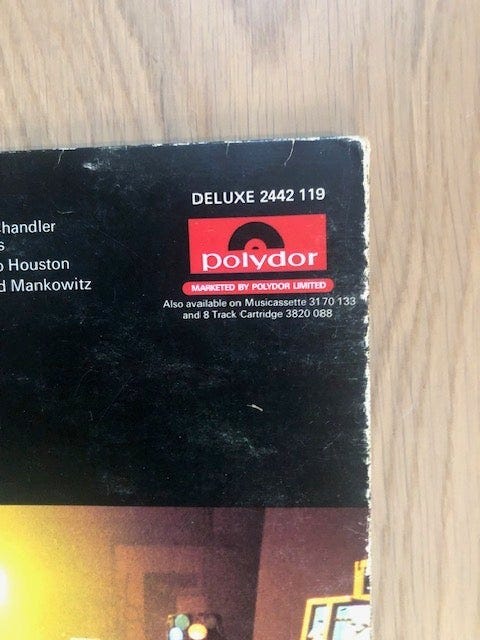 DELUXE 2442 119
handler
s
Houston
d Mankowitz
polydor
MARKETED BY POLYDOR LIMITED
Also available on Musicassette 3170 133
and 8 Track Cartridge 3820 088